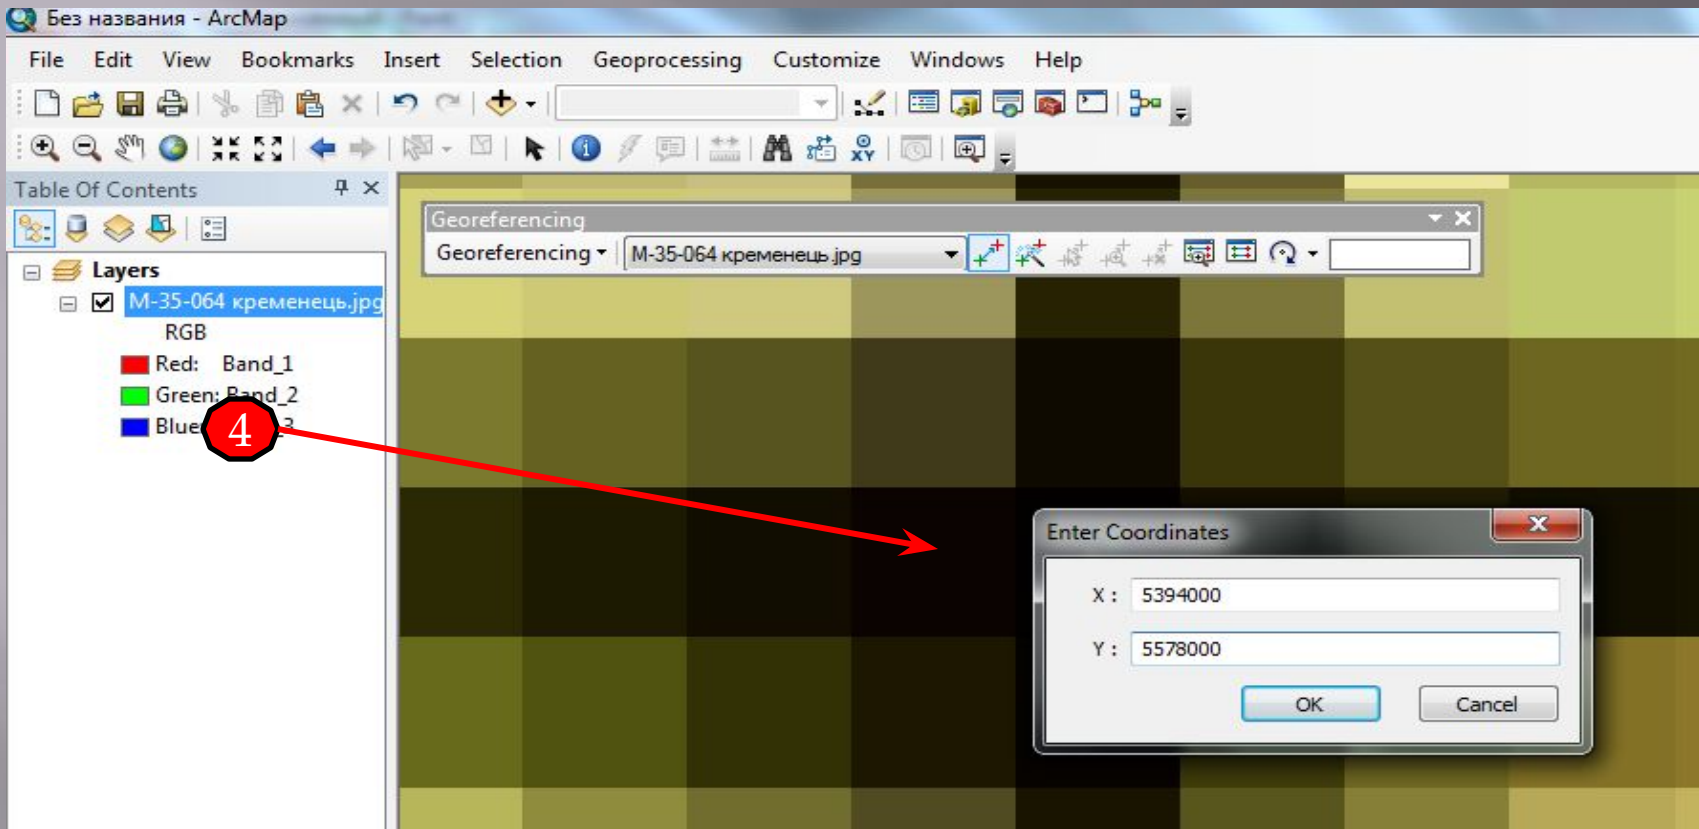 Без названия - ArcMap
File Edit View Bookmarks Insert Selection Geoprocessing Customize Windows Help
XY
Table Of Contents
Georeferencing
Georeferencing M-35-064 кременець.jpg
Layers
M-35-064 кременець.jpg
RGB
Red: Band_1
Green: Band_2
Blue 3
4
Enter Coordinates
X : 5394000
Y : 5578000
OK Cancel